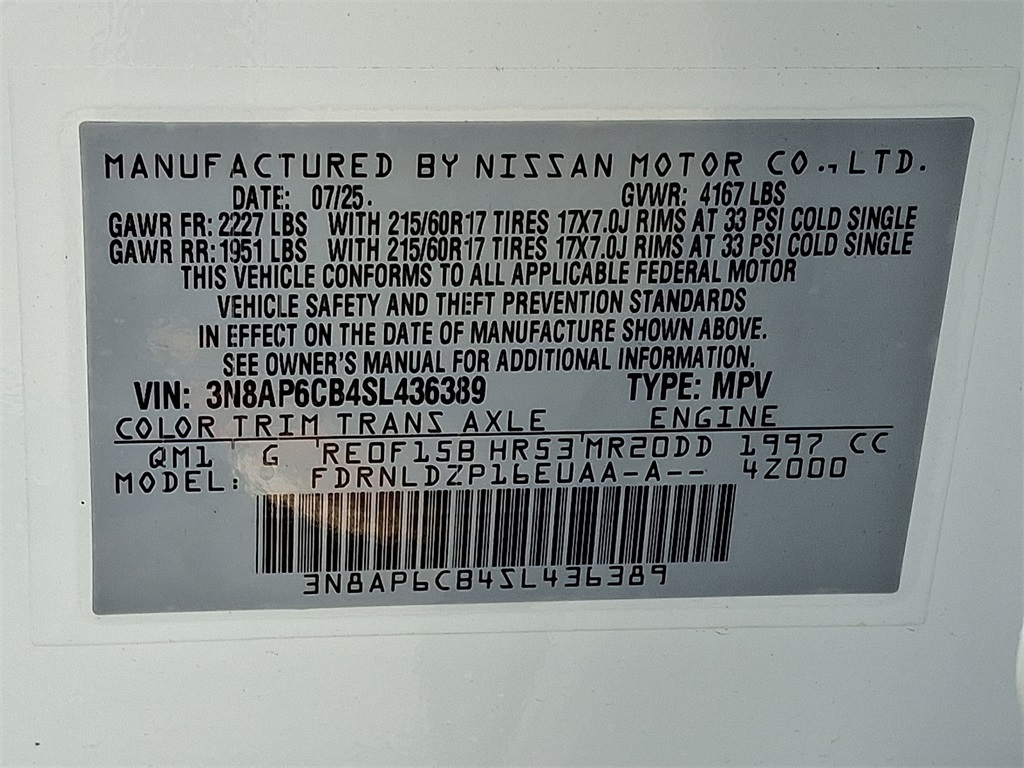 MANUFACTURED BY NISSAN MOTOR CO., LTD.
DATE: 07/25. GVWR: 4167 LBS
GAWR FR: 2227 LBS WITH 215/60R17 TIRES 17X7.0J RIMS AT 33 PSI COLD SINGLE
GAWR RR: 1951 LBS WITH 215/60R17 TIRES 17X7.0J RIMS AT 33 PSI COLD SINGLE
THIS VEHICLE CONFORMS TO ALL APPLICABLE FEDERAL MOTOR
VEHICLE SAFETY AND THEFT PREVENTION STANDARDS
IN EFFECT ON THE DATE OF MANUFACTURE SHOWN ABOVE.
SEE OWNER'S MANUAL FOR ADDITIONAL INFORMATION.
VIN: 3N8AP6CB4SL436389 TYPE: MPV
COLOR TRIM TRANS AXLE ENGINE
QM1 G RE0F15B HR53 MR20DD 1997 CC
MODEL: FDRNLDZP16EUAA-A-- 4Z000
3N8AP6CB4SL436389